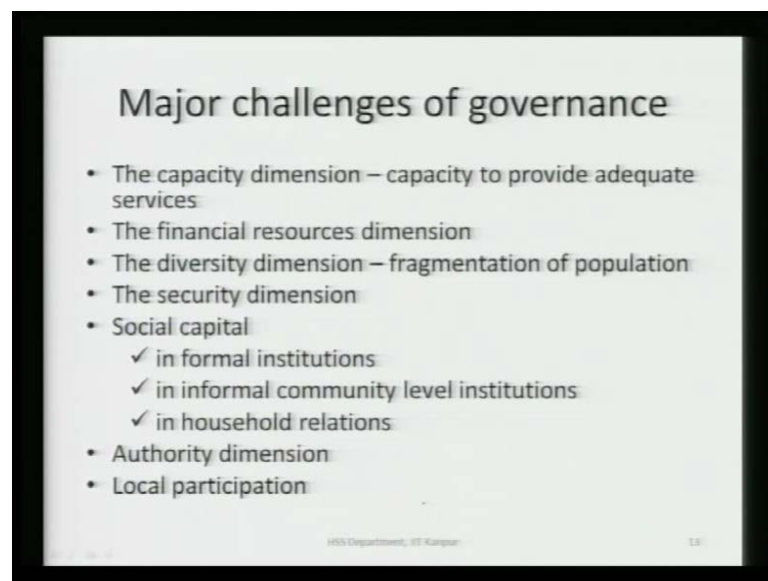 Major challenges of governance
• The capacity dimension – capacity to provide adequate
services
• The financial resources dimension
• The diversity dimension – fragmentation of population
• The security dimension
• Social capital
✓ in formal institutions
✓ in informal community level institutions
✓ in household relations
• Authority dimension
• Local participation
HSS Department, IIT Kanpur
13